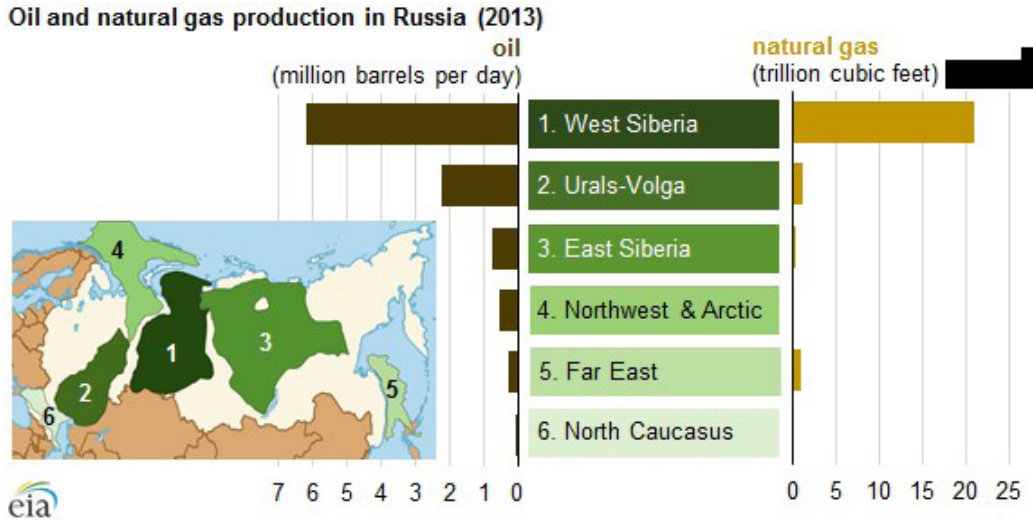 Oil and natural gas production in Russia (2013)
oil
(million barrels per day)
natural gas
(trillion cubic feet)
1. West Siberia
2. Urals-Volga
3. East Siberia
4. Northwest & Arctic
5. Far East
6. North Caucasus
4
1
3
2
5
6
7 6 5 4 3 2 1 0
0 5 10 15 20 25
eia